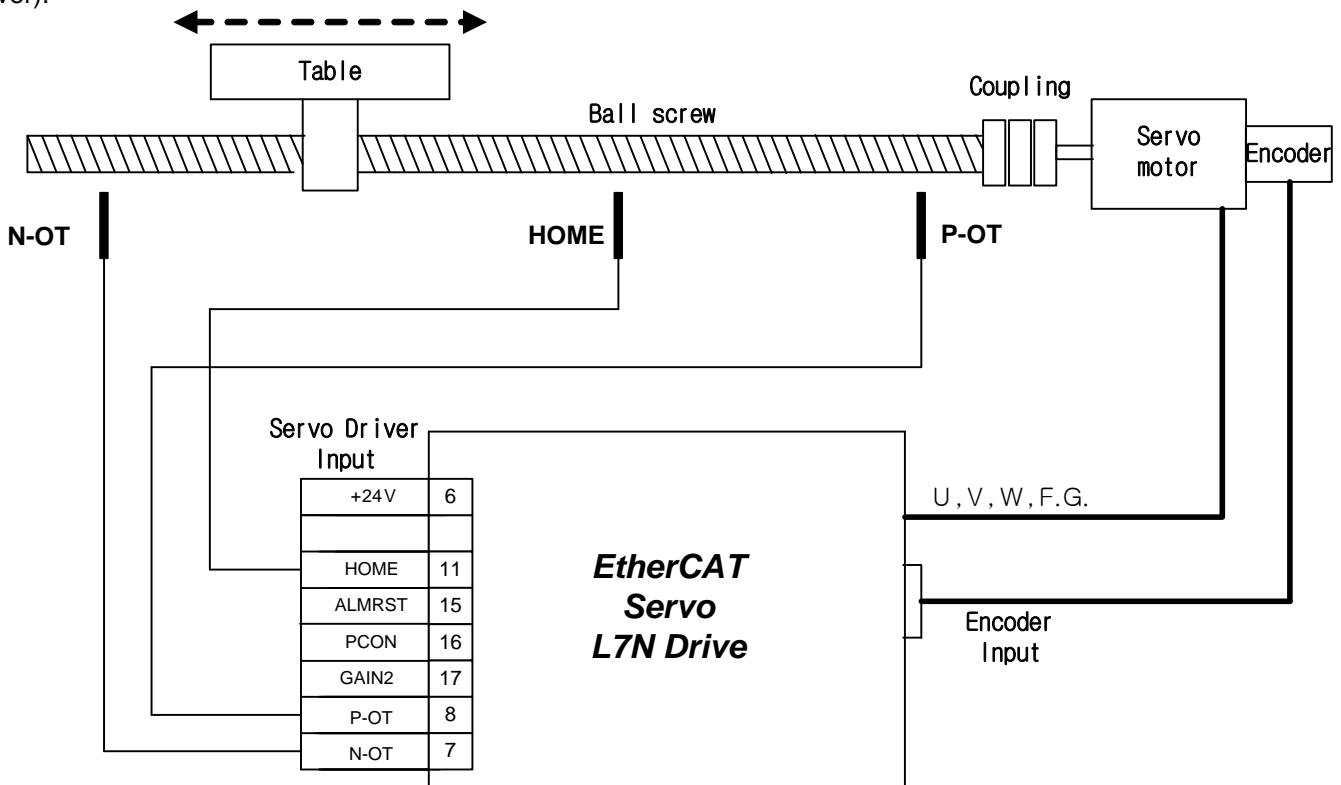 ver).
Table
Ball screw
Coupling
Servo
motor
Encoder
N-OT
HOME
P-OT
Servo Driver
Input
+24V 6
HOME 11
ALMRST 15
PCON 16
GAIN2 17
P-OT 8
N-OT 7
EtherCAT
Servo
L7N Drive
U,V,W,F.G.
Encoder
Input